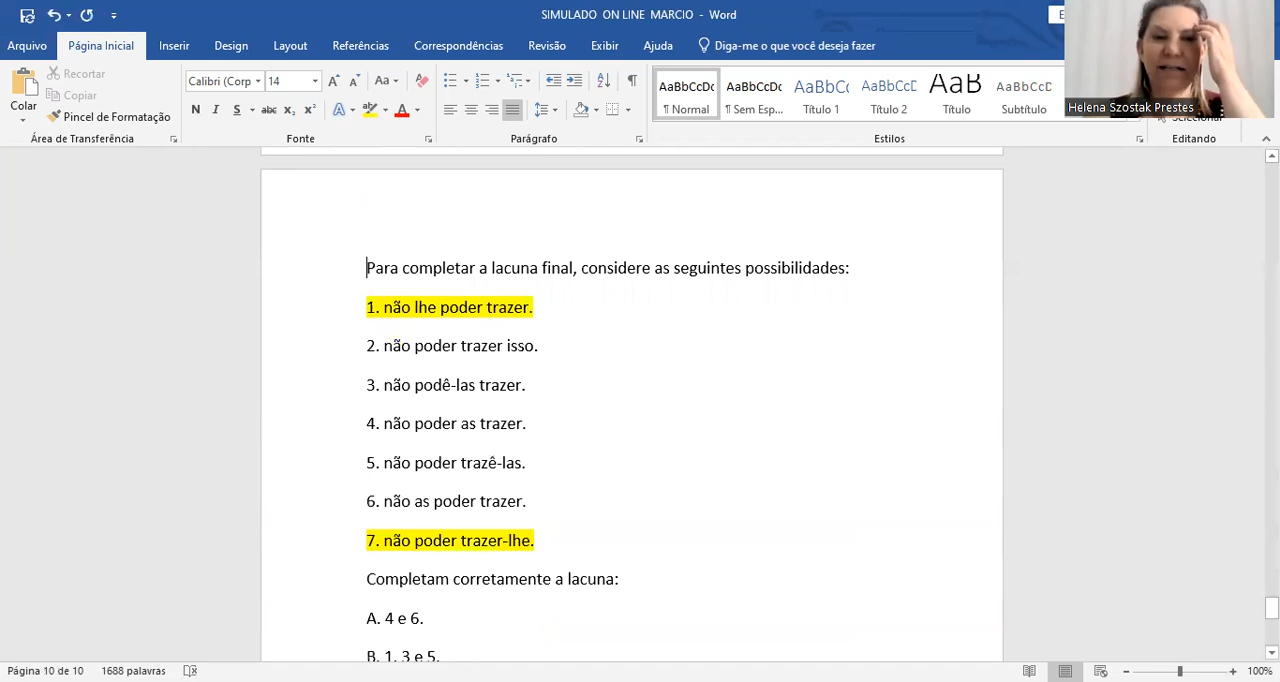 SIMULADO ON LINE MARCIO - Word
Arquivo Página Inicial Inserir Design Layout Referências Correspondências Revisão Exibir Ajuda Diga-me o que você deseja fazer
Colar
Recortar
Copiar
Pincel de Formatação
Calibri (Corp 14
Aa
N I S abc x₂ x²
AaBbCcDc AaBbCcDc AaBbCc AaBbCcD AaB AaBbCcD
¶ Normal ¶ Sem Esp... Título 1 Título 2 Título Subtítulo
Helena Szostak Prestes
Área de Transferência Fonte Parágrafo Estilos Editando
Para completar a lacuna final, considere as seguintes possibilidades:
1. não lhe poder trazer.
2. não poder trazer isso.
3. não podê-las trazer.
4. não poder as trazer.
5. não poder trazê-las.
6. não as poder trazer.
7. não poder trazer-lhe.
Completam corretamente a lacuna:
A. 4 e 6.
B. 1, 3 e 5.
Página 10 de 10 1688 palavras 100%